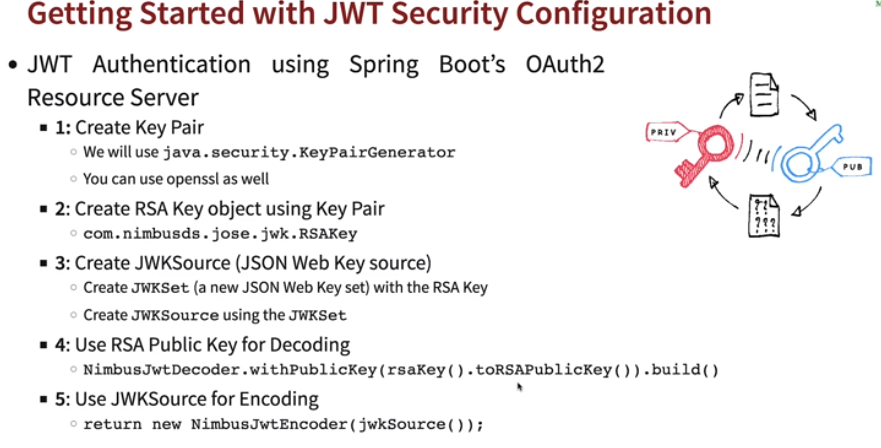 Getting Started with JWT Security Configuration
• JWT Authentication using Spring Boot's OAuth2
Resource Server
▪ 1: Create Key Pair
◦ We will use java.security.KeyPairGenerator
◦ You can use openssl as well
▪ 2: Create RSA Key object using Key Pair
◦ com.nimbusds.jose.jwk.RSAKey
▪ 3: Create JWKSource (JSON Web Key source)
◦ Create JWKSet (a new JSON Web Key set) with the RSA Key
◦ Create JWKSource using the JWKSet
▪ 4: Use RSA Public Key for Decoding
◦ NimbusJwtDecoder.withPublicKey(rsaKey().toRSAPublicKey()).build()
▪ 5: Use JWKSource for Encoding
◦ return new NimbusJwtEncoder(jwkSource());
PRIV
PUB
?? 
???